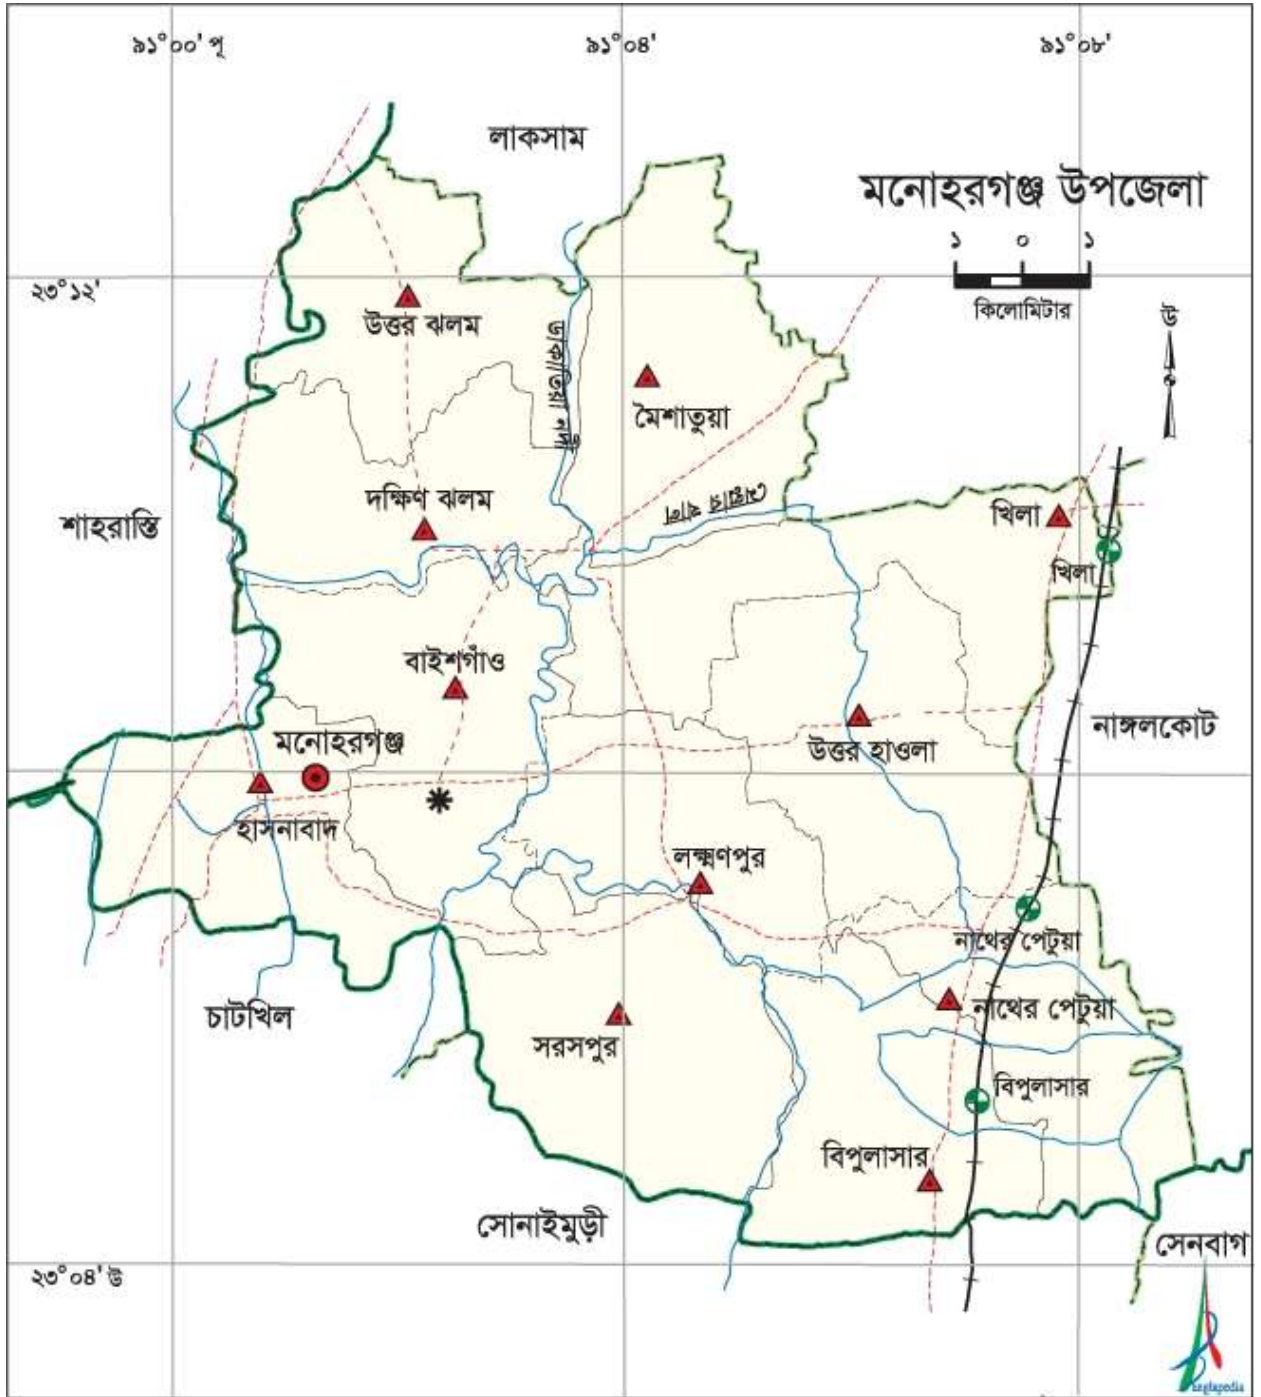 ৯১°০০' পূ
৯১°০৪'
৯১°০৮'
লাকসাম
মনোহরগঞ্জ উপজেলা
১ ০ ১
কিলোমিটার
২৩°১২'
উ
উত্তর ঝলম
ডাকাতিয়া নদী
মৈশাতুয়া
দক্ষিণ ঝলম
খাল
শাহরাস্তি
খিলা
খিলা
বাইশগাঁও
নাঙ্গলকোট
মনোহরগঞ্জ
উত্তর হাওলা
হাসনাবাদ
লক্ষ্মণপুর
নাথের পেটুয়া
চাটখিল
নাথের পেটুয়া
সরসপুর
বিপুলাসার
বিপুলাসার
সোনাইমুড়ী
সেনবাগ
২৩°০৪' উ
Banglapedia